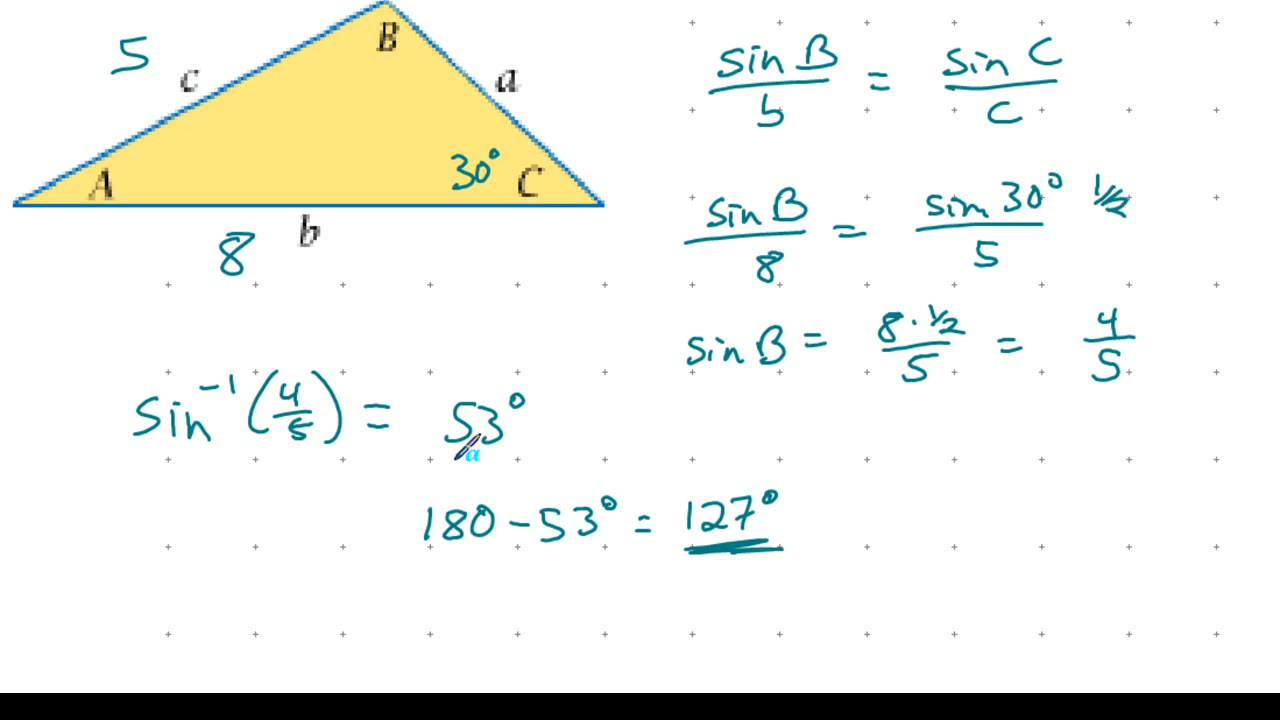 5
c
B
a
A
30° C
8
b
sin B / b = sin C / c
sin B / 8 = sin 30° / 5 1/2
sin B = 8 · 1/2 / 5 = 4 / 5
sin⁻¹ (4/5) = 53°
a
180 - 53° = 127°